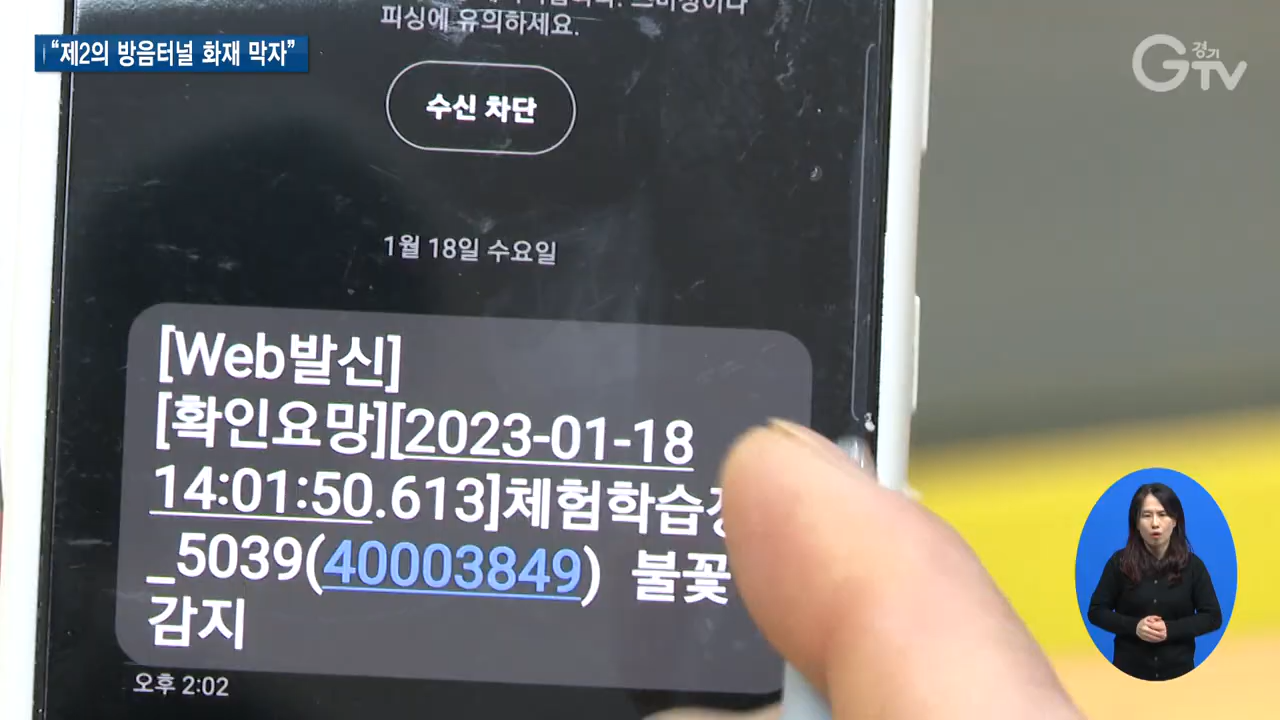 “제2의 방음터널 화재 막자”
경기
GTV
피싱에 유의하세요.
수신 차단
1월 18일 수요일
[Web발신]
[확인요망][2023-01-18
14:01:50.613]체험학습
_5039(40003849) 불꽃
감지
오후 2:02